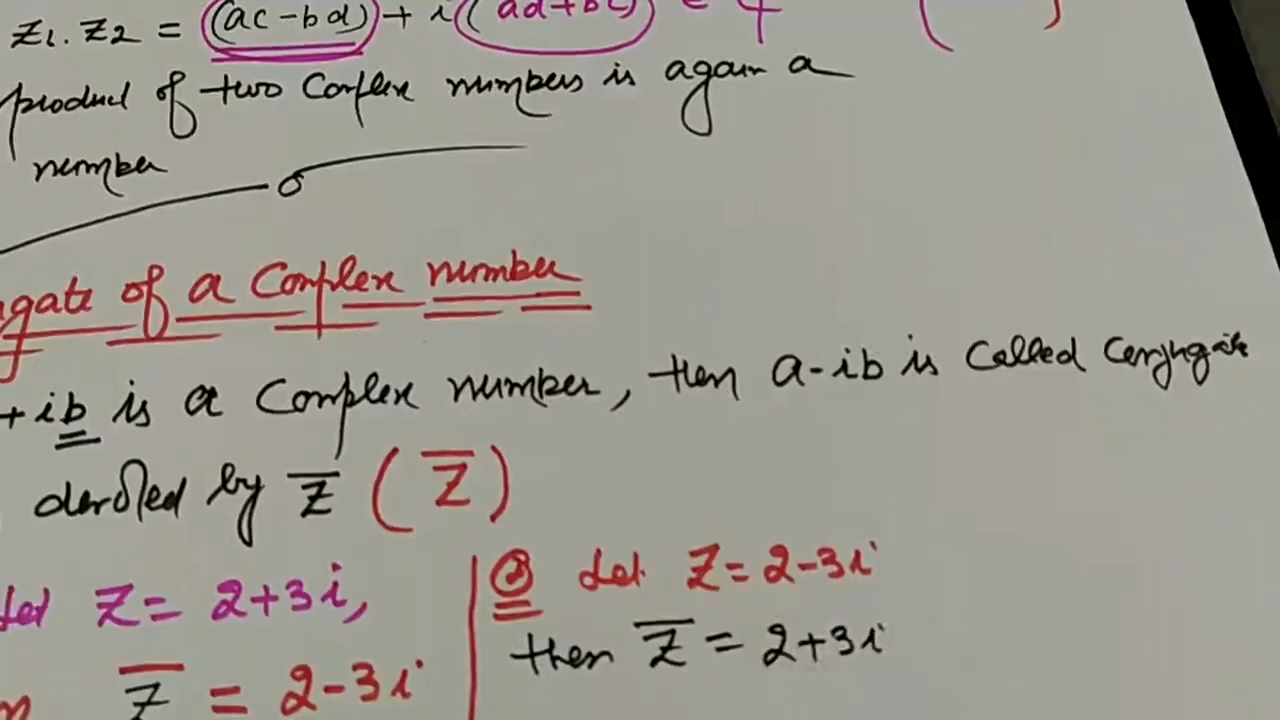 z₁. z₂ = (ac-bd) + i(ad+bc) =
product of two Complex numbers is again a
number
gate of a Complex number
+ib is a Complex number, then a-ib is called Conjugate
denoted by z̅ ( z̅ )
Let z = 2+3i,
z̅ = 2-3i
② Let z = 2-3i
then z̅ = 2+3i